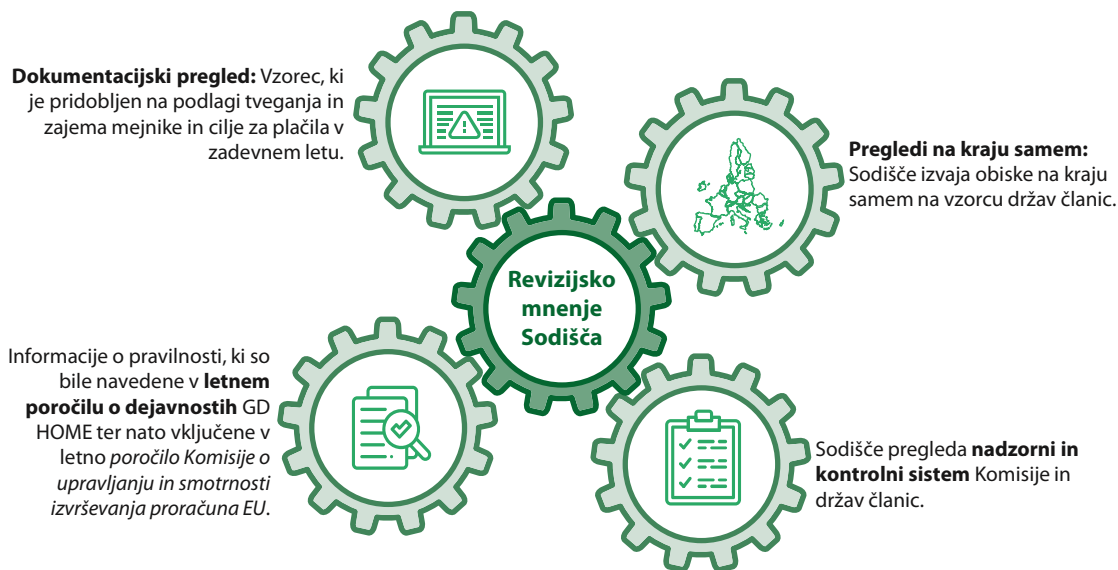 Dokumentacijski pregled: Vzorec, ki
je pridobljen na podlagi tveganja in
zajema mejnike in cilje za plačila v
zadevnem letu.
Pregledi na kraju samem:
Sodišče izvaja obiske na kraju
samem na vzorcu držav članic.
Revizijsko
mnenje
Sodišča
Informacije o pravilnosti, ki so
bile navedene v letnem
poročilu o dejavnostih GD
HOME ter nato vključene v
letno poročilo Komisije o
upravljanju in smotrnosti
izvrševanja proračuna EU.
Sodišče pregleda nadzorni in
kontrolni sistem Komisije in
držav članic.